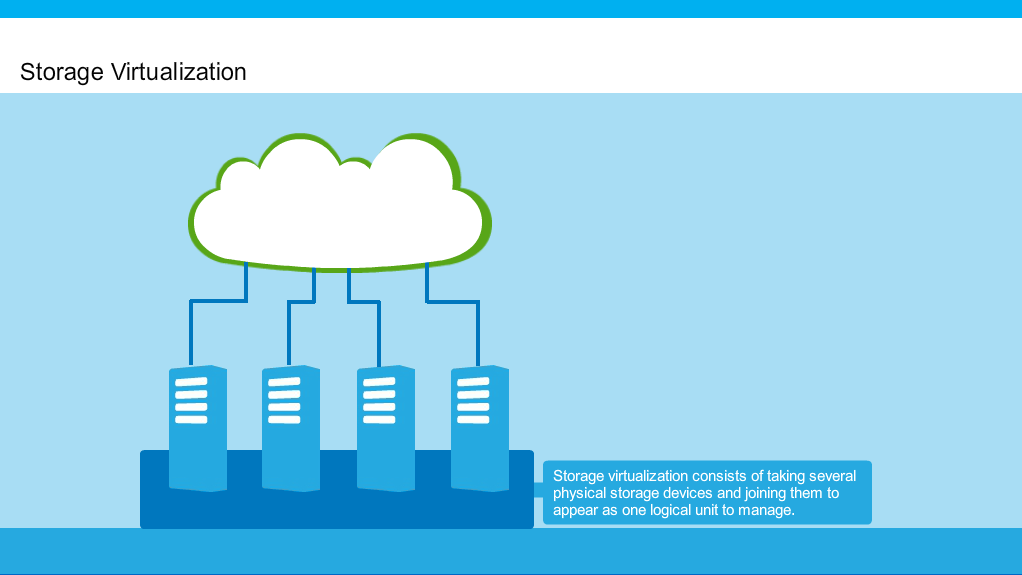 Storage Virtualization
Storage virtualization consists of taking several
physical storage devices and joining them to
appear as one logical unit to manage.